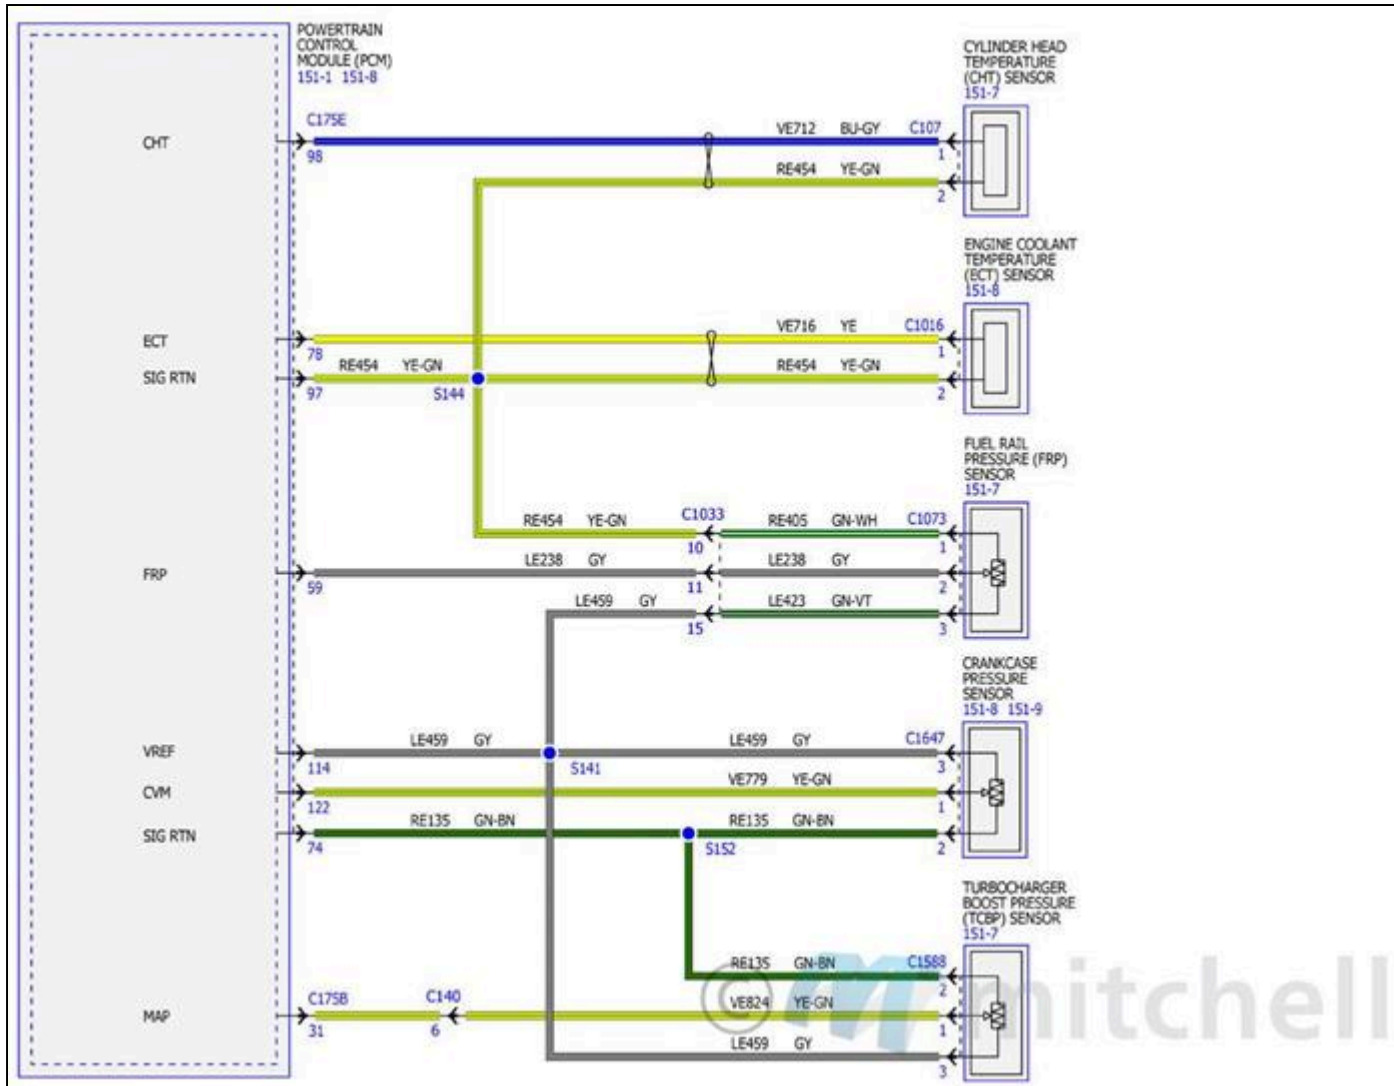 POWERTRAIN
CONTROL
MODULE (PCM)
151-1 151-8
CYLINDER HEAD
TEMPERATURE
(CHT) SENSOR
151-7
C175E
CHT
98
VE712 BU-GY C107
1
RE454 YE-GN
2
ENGINE COOLANT
TEMPERATURE
(ECT) SENSOR
151-8
ECT
78
VE716 YE C1016
1
SIG RTN
97
RE454 YE-GN
S144
RE454 YE-GN
2
FUEL RAIL
PRESSURE (FRP)
SENSOR
151-7
RE454 YE-GN
C1033
10
RE405 GN-WH C1073
1
FRP
59
LE238 GY
11
LE238 GY
2
LE459 GY
15
LE423 GN-VT
3
CRANKCASE
PRESSURE
SENSOR
151-8 151-9
VREF
114
LE459 GY
S141
LE459 GY C1647
3
CVM
122
VE779 YE-GN
1
SIG RTN
74
RE135 GN-BN
S152
RE135 GN-BN
2
TURBOCHARGER
BOOST PRESSURE
(TCBP) SENSOR
151-7
RE135 GN-BN C1588
2
MAP
C175B
31
C140
6
VE824 YE-GN
1
LE459 GY
3
© mitchell